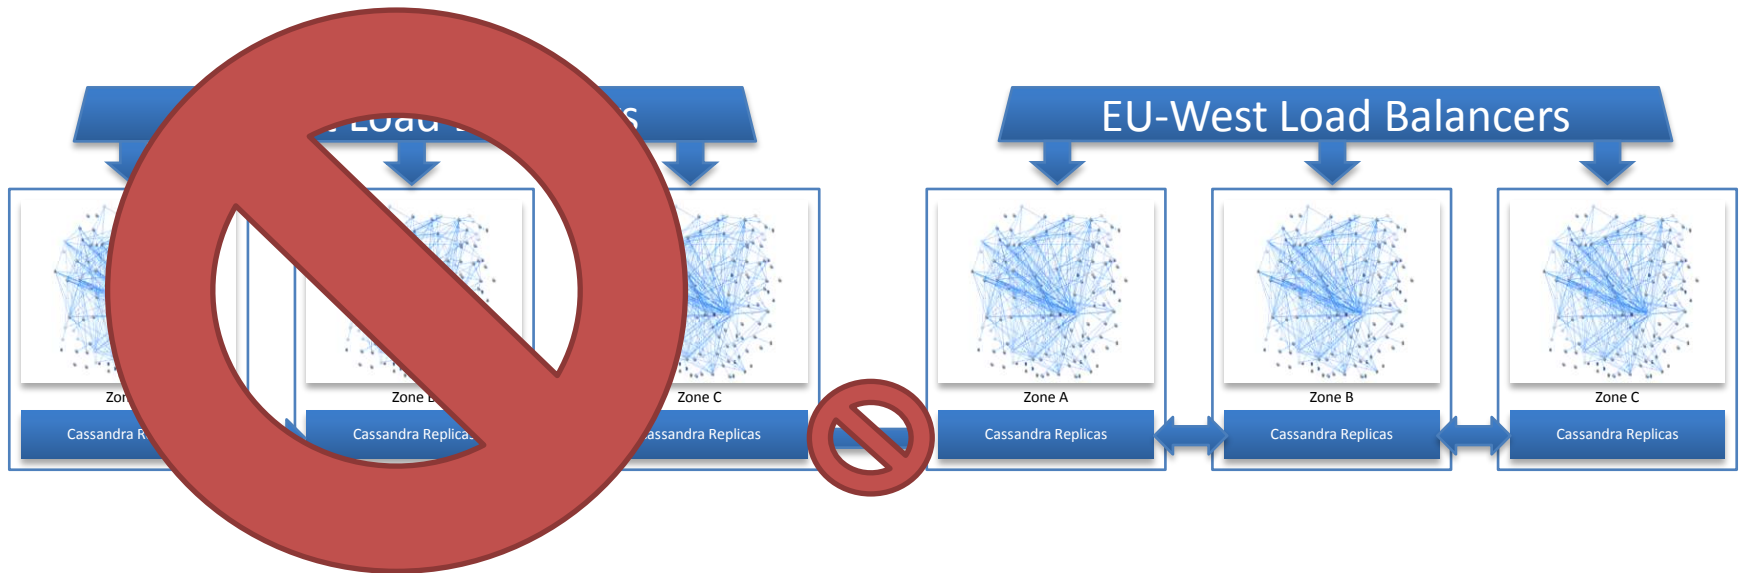 Load
EU-West Load Balancers
Zone C
Zone A
Zone B
Zone C
Cassandra
Cassandra Replicas
Replicas
Cassandra Replicas
Cassandra Replicas
Cassandra Replicas